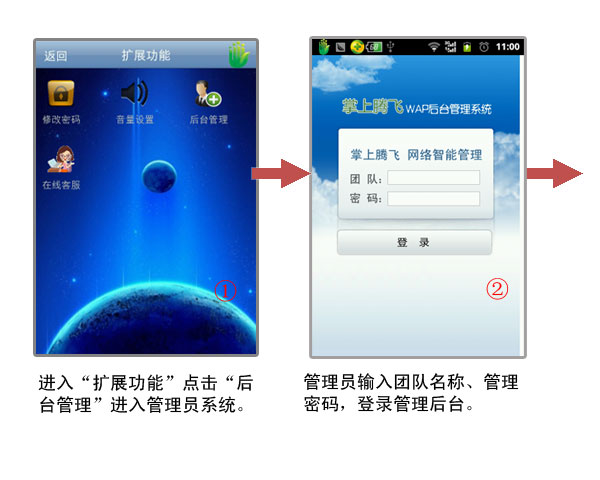 返回
扩展功能
修改密码
音量设置
后台管理
在线客服
①
进入“扩展功能”点击“后
台管理”进入管理员系统。
11:00
掌上腾飞 WAP后台管理系统
掌上腾飞 网络智能管理
团 队：
密 码：
登 录
②
管理员输入团队名称、管理
密码，登录管理后台。